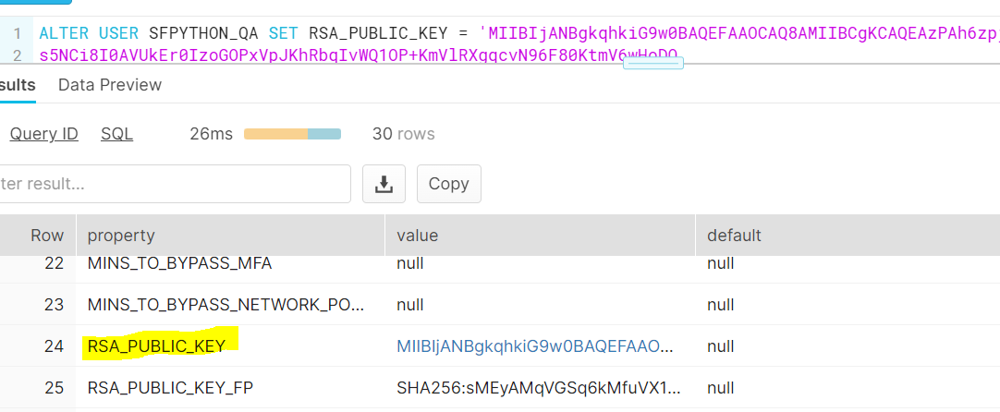 1 ALTER USER SFPYTHON_QA SET RSA_PUBLIC_KEY = 'MIIBIjANBgkqhkiG9w0BAQEFAAOCAQ8AMIIBCgKCAQEAzPAh6zp
2 s5NCi8I0AVUkEr0IzoGOPxVpJKhRbqIvWQ1OP+KmVlRXgqcvN96F80KtmV6wHoDO
sults Data Preview
Query ID SQL 26ms 30 rows
ter result... Copy
Row property value default
22 MINS_TO_BYPASS_MFA null null
23 MINS_TO_BYPASS_NETWORK_PO... null null
24 RSA_PUBLIC_KEY MIIBIjANBgkqhkiG9w0BAQEFAAO... null
25 RSA_PUBLIC_KEY_FP SHA256:sMEyAMqVGSq6kMfuVX1... null